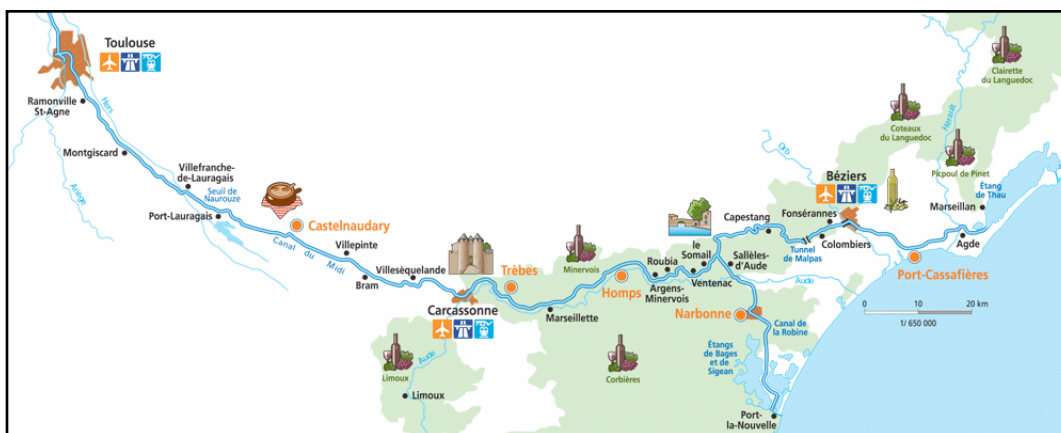 Toulouse
Ramonville
St-Agne
Hers
Montgiscard
Ariège
Villefranche-
de-Lauragais
Seuil de
Naurouze
Port-Lauragais
Castelnaudary
Canal du Midi
Villepinte
Bram
Villesèquelande
Carcassonne
Trèbes
Marseillette
Minervois
Homps
Roubia
Argens-
Minervois
le
Somail
Ventenac
Sallèles-
d'Aude
Capestang
Tunnel
de Malpas
Fonsérannes
Colombiers
Béziers
Orb
Coteaux
du Languedoc
Hérault
Clairette
du Languedoc
Picpoul de Pinet
Étang
de Thau
Marseillan
Agde
Port-Cassafières
Aude
Narbonne
Canal de
la Robine
Étangs
de Bages
et de
Sigean
Port-
la-Nouvelle
Corbières
Limoux
Aude
Limoux
0 10 20 km
1/ 650 000